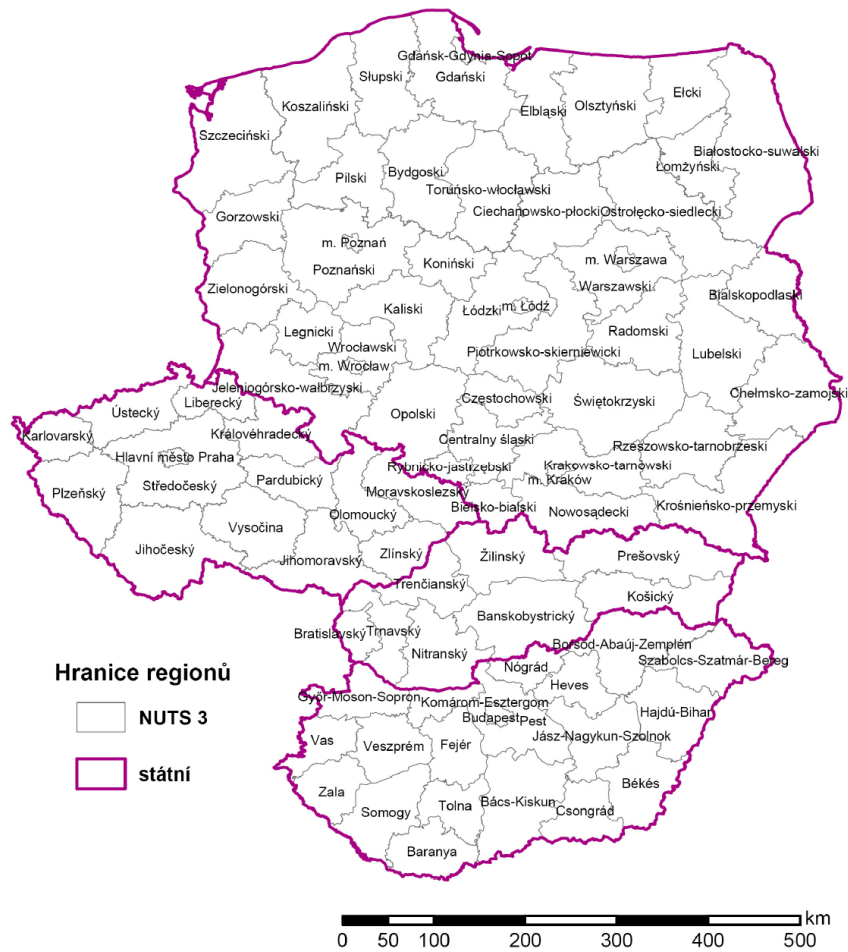 Gdańsk-Gdynia-Sopot
Słupski
Gdański
Ełcki
Koszaliński
Elbląski
Olsztyński
Szczeciński
Białostocko-suwalski
Łomżyński
Pilski
Bydgoski
Toruńsko-włocławski
Gorzowski
Ciechanowsko-płocki
Ostrołęcko-siedlecki
m. Poznań
Poznański
Koniński
m. Warszawa
Zielonogórski
Warszawski
Bialskopodlaski
Kaliski
Łódzki
m. Łódź
Legnicki
Radomski
Wrocławski
Piotrkowsko-skierniewicki
Lubelski
m. Wrocław
Jeleniogórsko-wałbrzyski
Chełmsko-zamojski
Liberecký
Częstochowski
Świętokrzyski
Ústecký
Opolski
Karlovarský
Královéhradecký
Centralny śląski
Rzeszowsko-tarnobrzeski
Hlavní město Praha
Rybnicko-jastrzębski
Krakowsko-tarnowski
m. Kraków
Plzeňský
Středočeský
Pardubický
Moravskoslezský
Bielsko-bialski
Nowosądecki
Krośnieńsko-przemyski
Olomoucký
Vysočina
Jihočeský
Jihomoravský
Zlínský
Žilinský
Prešovský
Trenčianský
Košický
Banskobystrický
Bratislavský
Trnavský
Nitranský
Borsod-Abaúj-Zemplén
Szabolcs-Szatmár-Bereg
Nógrád
Heves
Hranice regionů
Győr-Moson-Sopron
Komárom-Esztergom
Budapest
Pest
Hajdú-Bihar
NUTS 3
Jász-Nagykun-Szolnok
Vas
Veszprém
Fejér
státní
Békés
Zala
Somogy
Tolna
Bács-Kiskun
Csongrád
Baranya
km
0 50 100 200 300 400 500